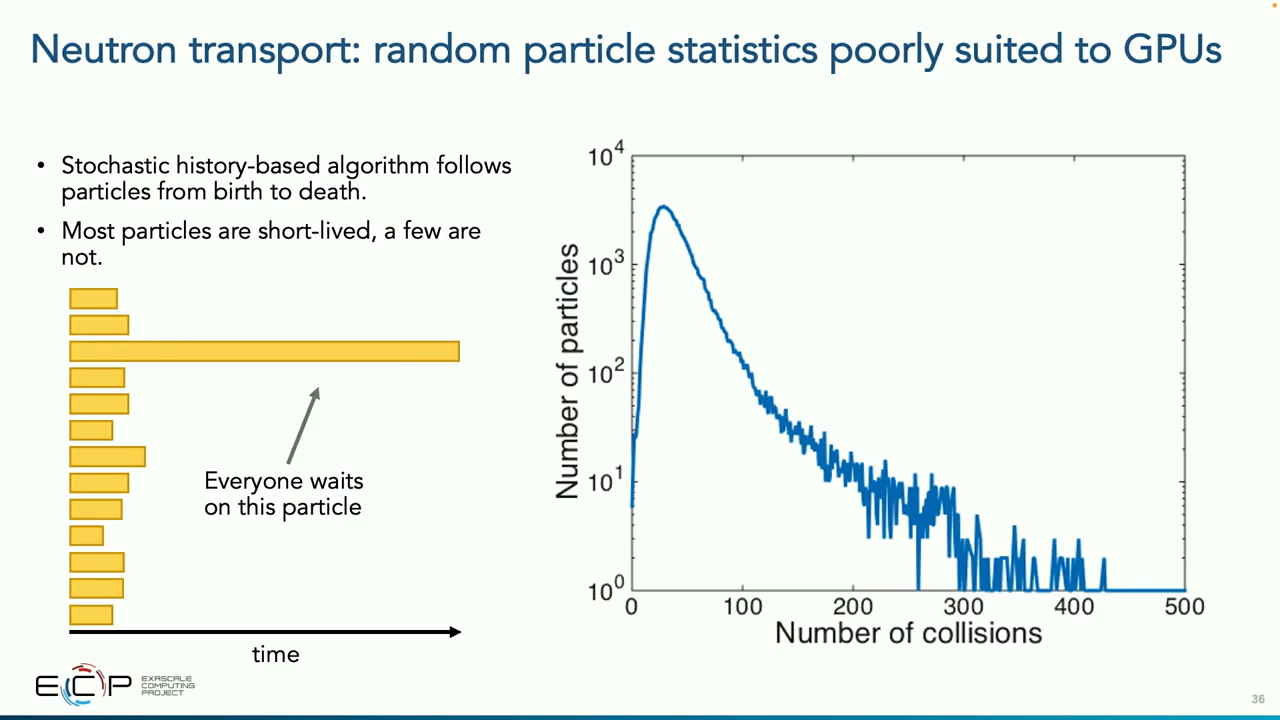 Neutron transport: random particle statistics poorly suited to GPUs
• Stochastic history-based algorithm follows
particles from birth to death.
• Most particles are short-lived, a few are
not.
Everyone waits
on this particle
time
Number of particles
10⁴
10³
10²
10¹
10⁰
0 100 200 300 400 500
Number of collisions
ECP EXASCALE
COMPUTING
PROJECT
36